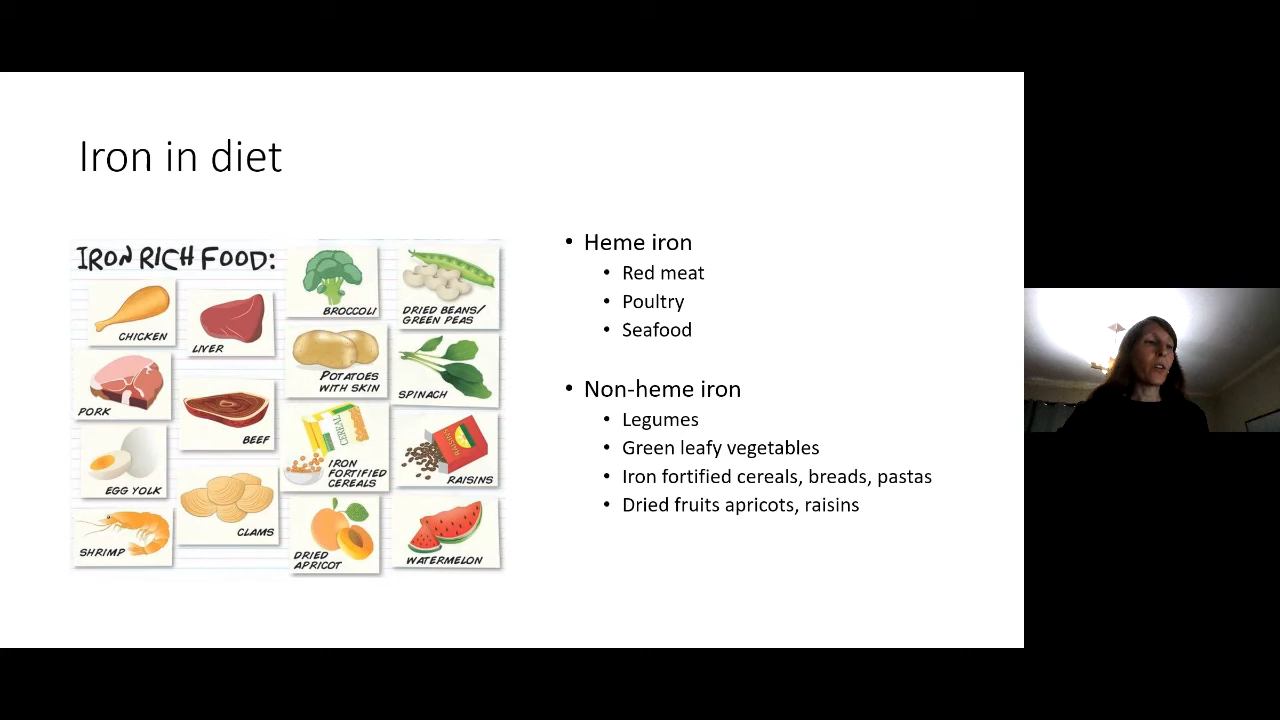 Iron in diet
IRON RICH FOOD:
CHICKEN
LIVER
BROCCOLI
DRIED BEANS/
GREEN PEAS
PORK
BEEF
POTATOES
WITH SKIN
SPINACH
EGG YOLK
CLAMS
CEREAL
IRON
FORTIFIED
CEREALS
RAISINS
RAISINS
SHRIMP
DRIED
APRICOT
WATERMELON
• Heme iron
• Red meat
• Poultry
• Seafood
• Non-heme iron
• Legumes
• Green leafy vegetables
• Iron fortified cereals, breads, pastas
• Dried fruits apricots, raisins